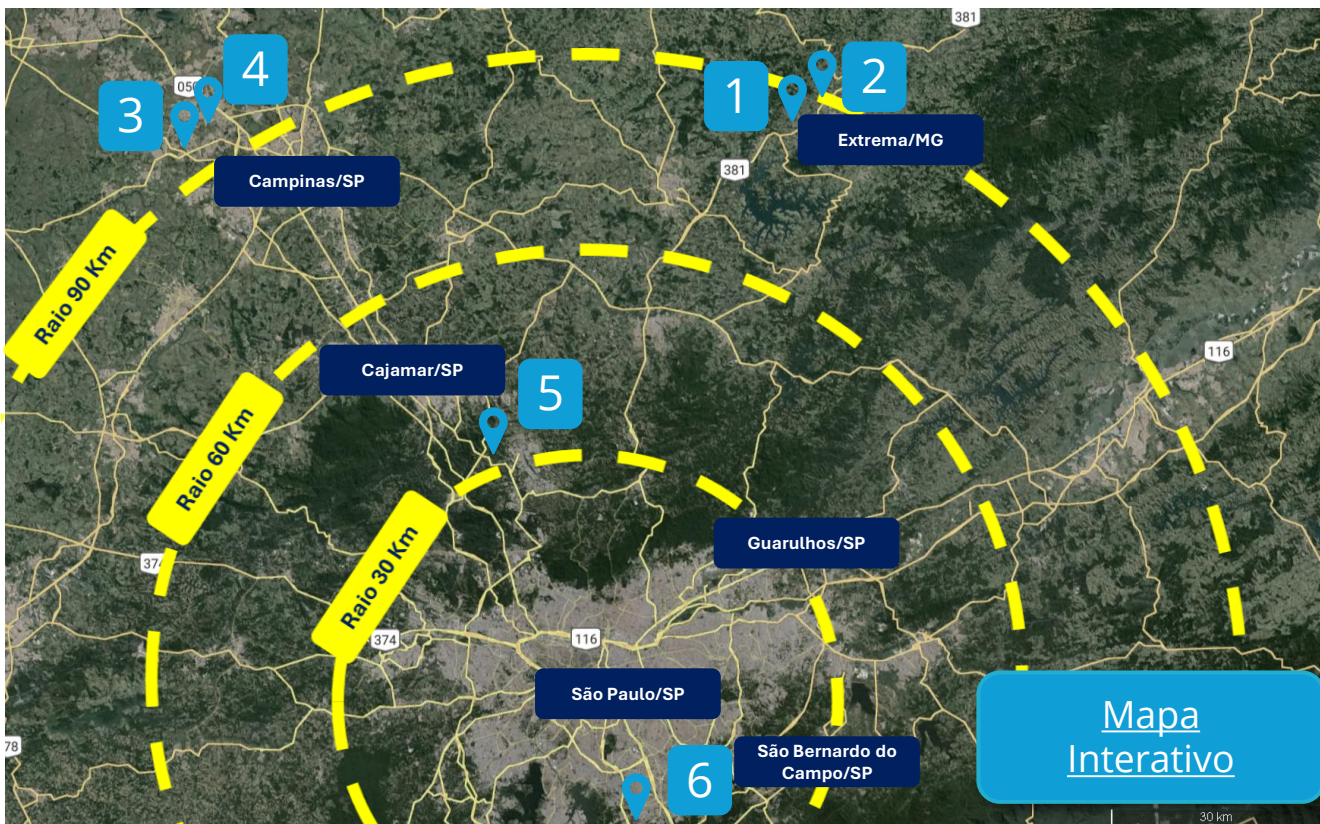 381
4
050
3
1
2
Extrema/MG
381
Campinas/SP
Raio 90 Km
116
Cajamar/SP
5
Raio 60 Km
Guarulhos/SP
374
Raio 30 Km
374
116
São Paulo/SP
Mapa
Interativo
78
São Bernardo do
Campo/SP
6
30 km